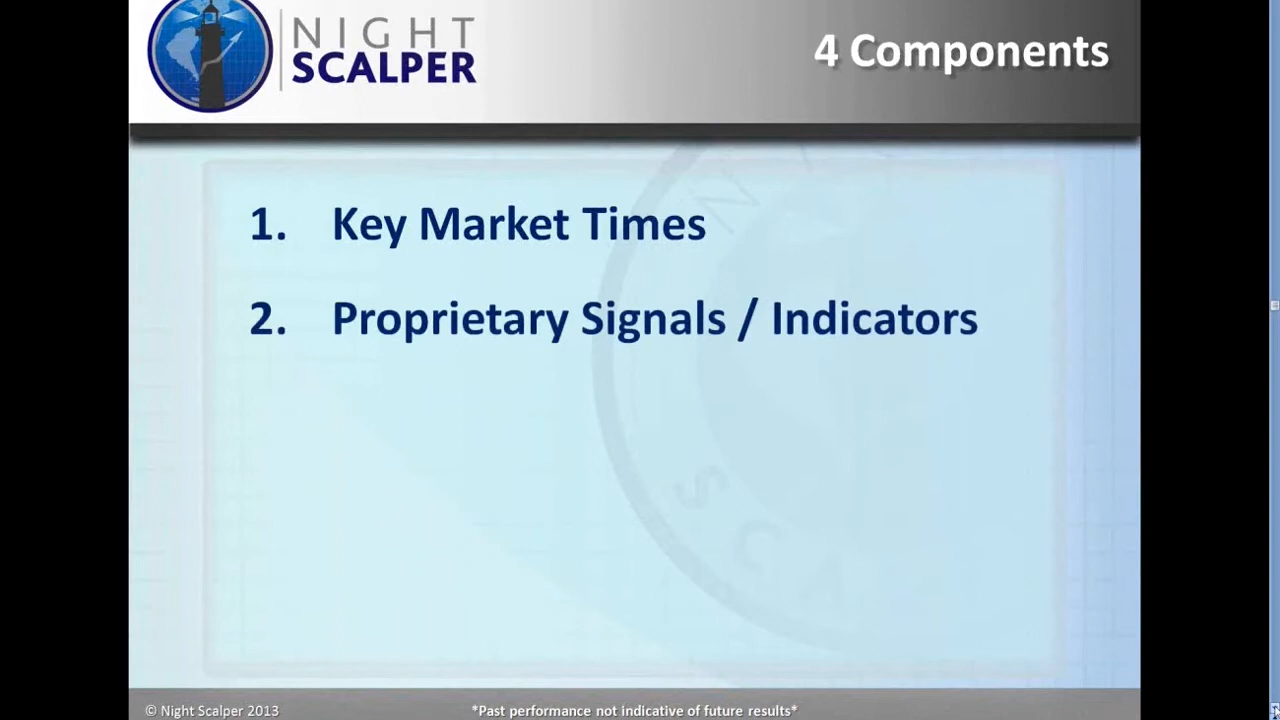 NIGHT
SCALPER
4 Components
1. Key Market Times
2. Proprietary Signals / Indicators
© Night Scalper 2013
*Past performance not indicative of future results*